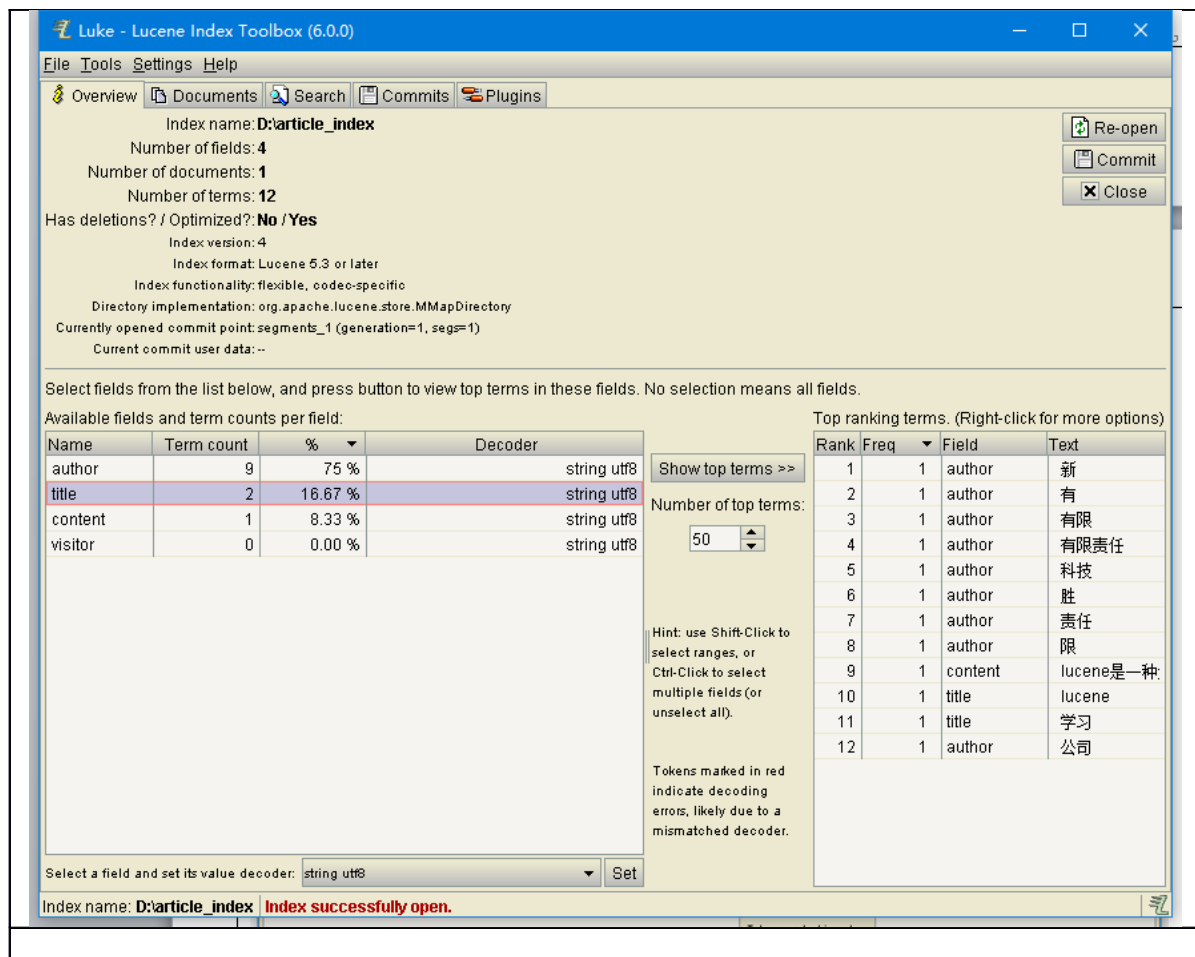 Luke - Lucene Index Toolbox (6.0.0)
File Tools Settings Help
Overview Documents Search Commits Plugins
Index name: D:\article_index
Re-open
Number of fields: 4
Number of documents: 1
Commit
Number of terms: 12
Close
Has deletions? / Optimized?: No / Yes
Index version: 4
Index format: Lucene 5.3 or later
Index functionality: flexible, codec-specific
Directory implementation: org.apache.lucene.store.MMapDirectory
Currently opened commit point: segments_1 (generation=1, segs=1)
Current commit user data: --
Select fields from the list below, and press button to view top terms in these fields. No selection means all fields.
Available fields and term counts per field:
Name Term count % Decoder
author 9 75 % string utf8
title 2 16.67 % string utf8
content 1 8.33 % string utf8
visitor 0 0.00 % string utf8
Show top terms >>
Number of top terms:
50
Hint: use Shift-Click to
select ranges, or
Ctrl-Click to select
multiple fields (or
unselect all).
Tokens marked in red
indicate decoding
errors, likely due to a
mismatched decoder.
Top ranking terms. (Right-click for more options)
Rank Freq Field Text
1 1 author 新
2 1 author 有
3 1 author 有限
4 1 author 有限责任
5 1 author 科技
6 1 author 胜
7 1 author 责任
8 1 author 限
9 1 content lucene是一种
10 1 title lucene
11 1 title 学习
12 1 author 公司
Select a field and set its value decoder: string utf8 Set
Index name: D:\article_index Index successfully open.